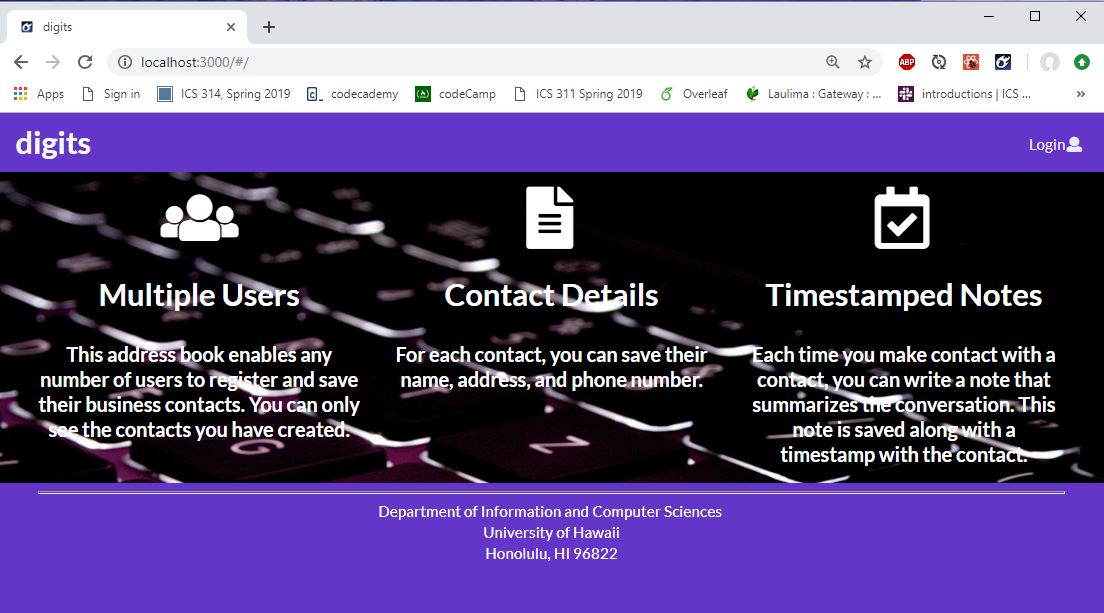 digits
localhost:3000/#/
ABP
Apps Sign in ICS 314, Spring 2019 codecademy codeCamp ICS 311 Spring 2019 Overleaf Laulima : Gateway : ... introductions | ICS ... »
digits
Login
Multiple Users
This address book enables any
number of users to register and save
their business contacts. You can only
see the contacts you have created.
Contact Details
For each contact, you can save their
name, address, and phone number.
Timestamped Notes
Each time you make contact with a
contact, you can write a note that
summarizes the conversation. This
note is saved along with a
timestamp with the contact.
G
Z
Department of Information and Computer Sciences
University of Hawaii
Honolulu, HI 96822